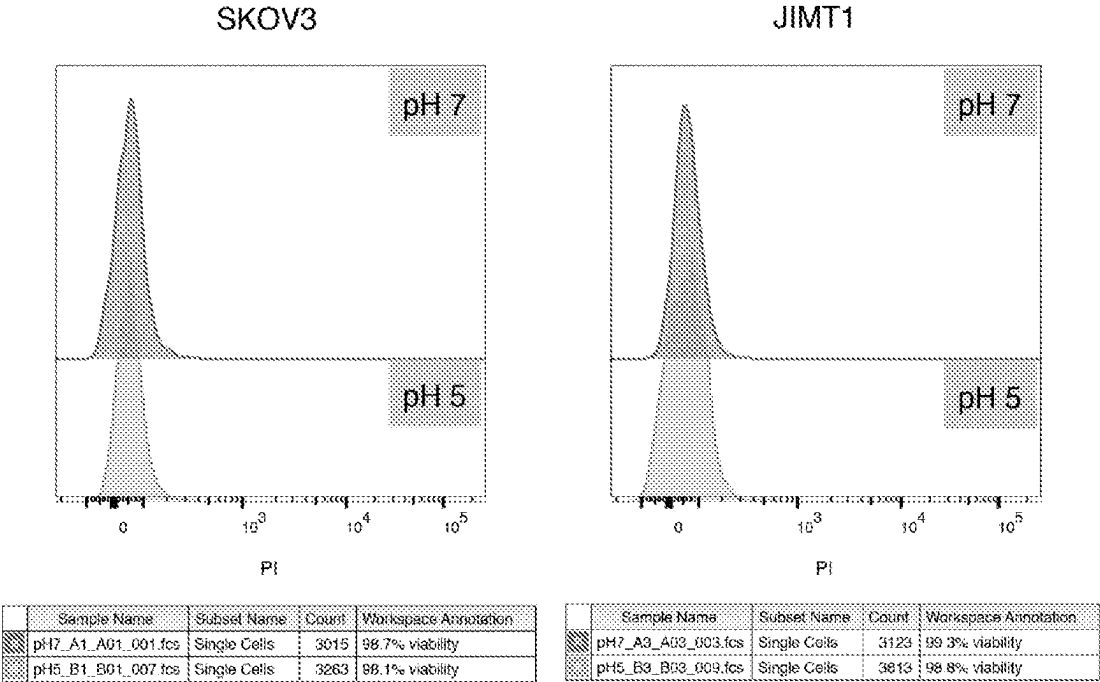 SKOV3
JIMT1
pH 7
pH 7
pH 5
pH 5
0 10^3 10^4 10^5
0 10^3 10^4 10^5
PI
PI
Sample Name Subset Name Count Workspace Annotation
pH7_A1_A01_001.fcs Single Cells 3015 98.7% viability
pH5_B1_B01_007.fcs Single Cells 3263 98.1% viability
Sample Name Subset Name Count Workspace Annotation
pH7_A3_A03_003.fcs Single Cells 3123 99.3% viability
pH5_B3_B03_009.fcs Single Cells 3813 98.8% viability